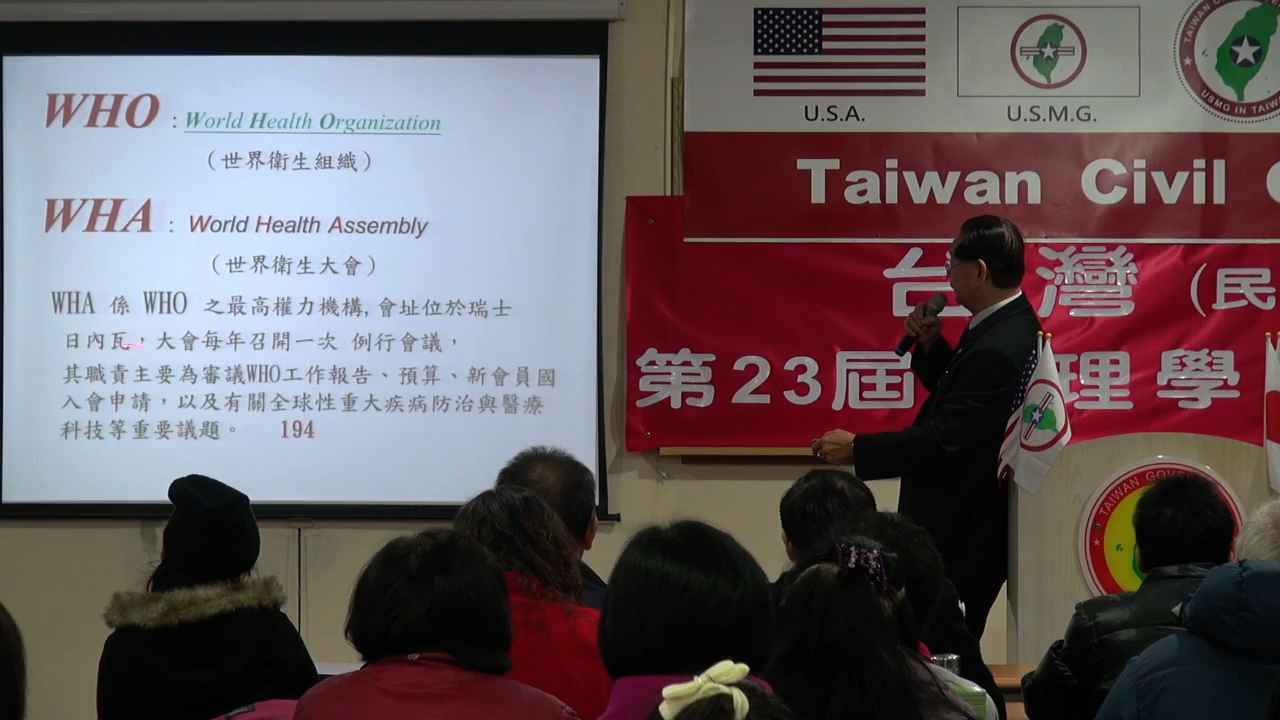 WHO : World Health Organization
(世界衛生組織)
WHA : World Health Assembly
(世界衛生大會)
WHA 係 WHO 之最高權力機構,會址位於瑞士
日內瓦,大會每年召開一次 例行會議,
其職責主要為審議WHO工作報告、預算、新會員國
入會申請,以及有關全球性重大疾病防治與醫療
科技等重要議題。 194
U.S.A.
U.S.M.G.
USMG IN TAIW
Taiwan Civil
台灣(民
第23屆 理學
TAIWAN GOV